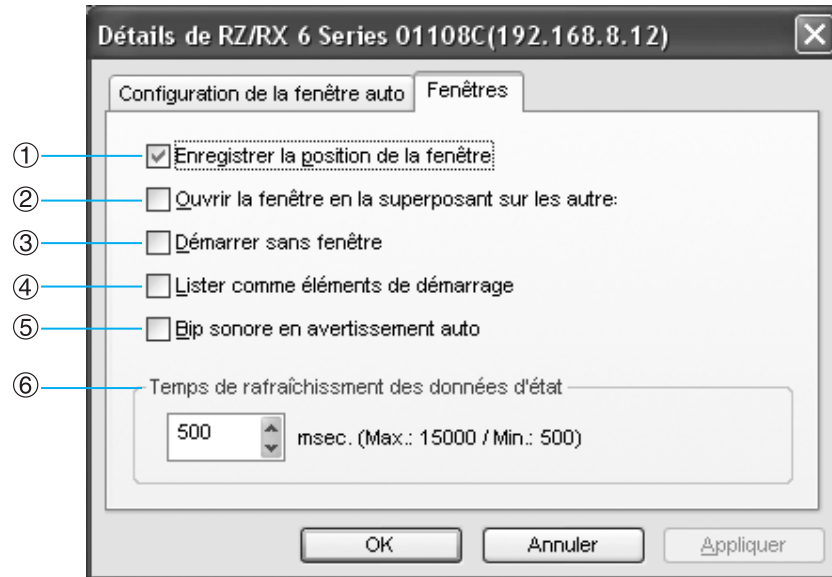 Détails de RZ/RX 6 Series 01108C(192.168.8.12)
Configuration de la fenêtre auto Fenêtres
① Enregistrer la position de la fenêtre
② Ouvrir la fenêtre en la superposant sur les autre:
③ Démarrer sans fenêtre
④ Lister comme éléments de démarrage
⑤ Bip sonore en avertissement auto
⑥ Temps de rafraîchissment des données d'état
500 msec. (Max.: 15000 / Min.: 500)
OK Annuler Appliquer